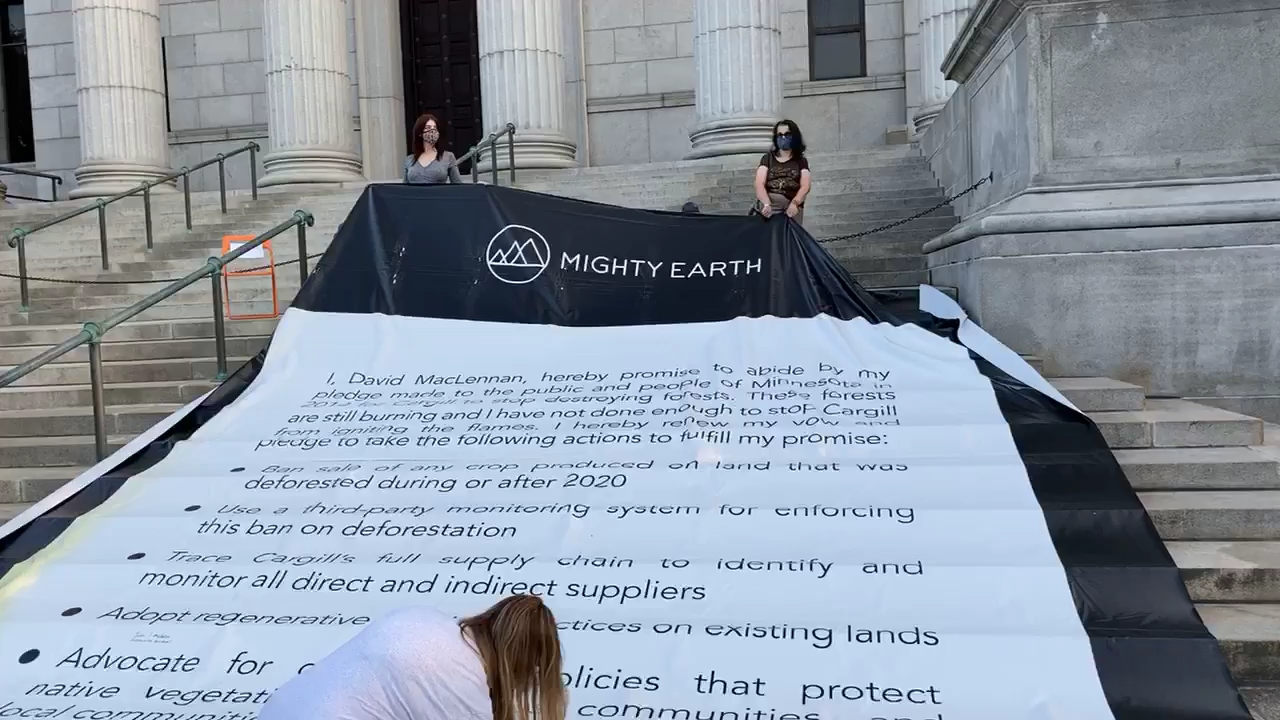 MIGHTY EARTH
I, David MacLennan, hereby promise to abide by my
pledge made to the public and people of Minnesota in
to stop destroying forests. These forests
are still burning and I have not done enough to stop Cargill
from igniting the flames. I hereby renew my vow and
pledge to take the following actions to fulfill my promise:
• Ban sale of any crop produced on land that was
deforested during or after 2020
• Use a third-party monitoring system for enforcing
this ban on deforestation
• Trace Cargill's full supply chain to identify and
monitor all direct and indirect suppliers
• Adopt regenerative ctices on existing lands
• Advocate for olicies that protect
native vegetati
local communiti communities and